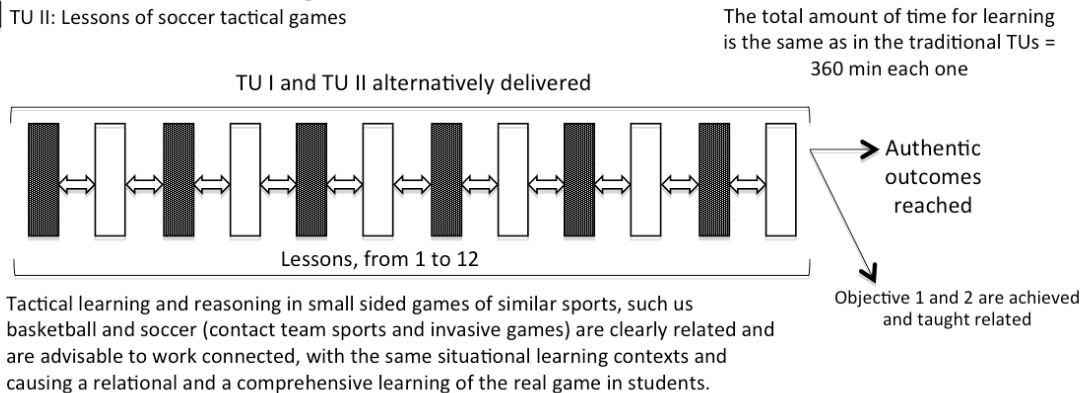 TU II: Lessons of soccer tactical games
The total amount of time for learning
is the same as in the traditional TUs =
360 min each one
TU I and TU II alternatively delivered
Authentic
outcomes
reached
Lessons, from 1 to 12
Objective 1 and 2 are achieved
and taught related
Tactical learning and reasoning in small sided games of similar sports, such us
basketball and soccer (contact team sports and invasive games) are clearly related and
are advisable to work connected, with the same situational learning contexts and
causing a relational and a comprehensive learning of the real game in students.